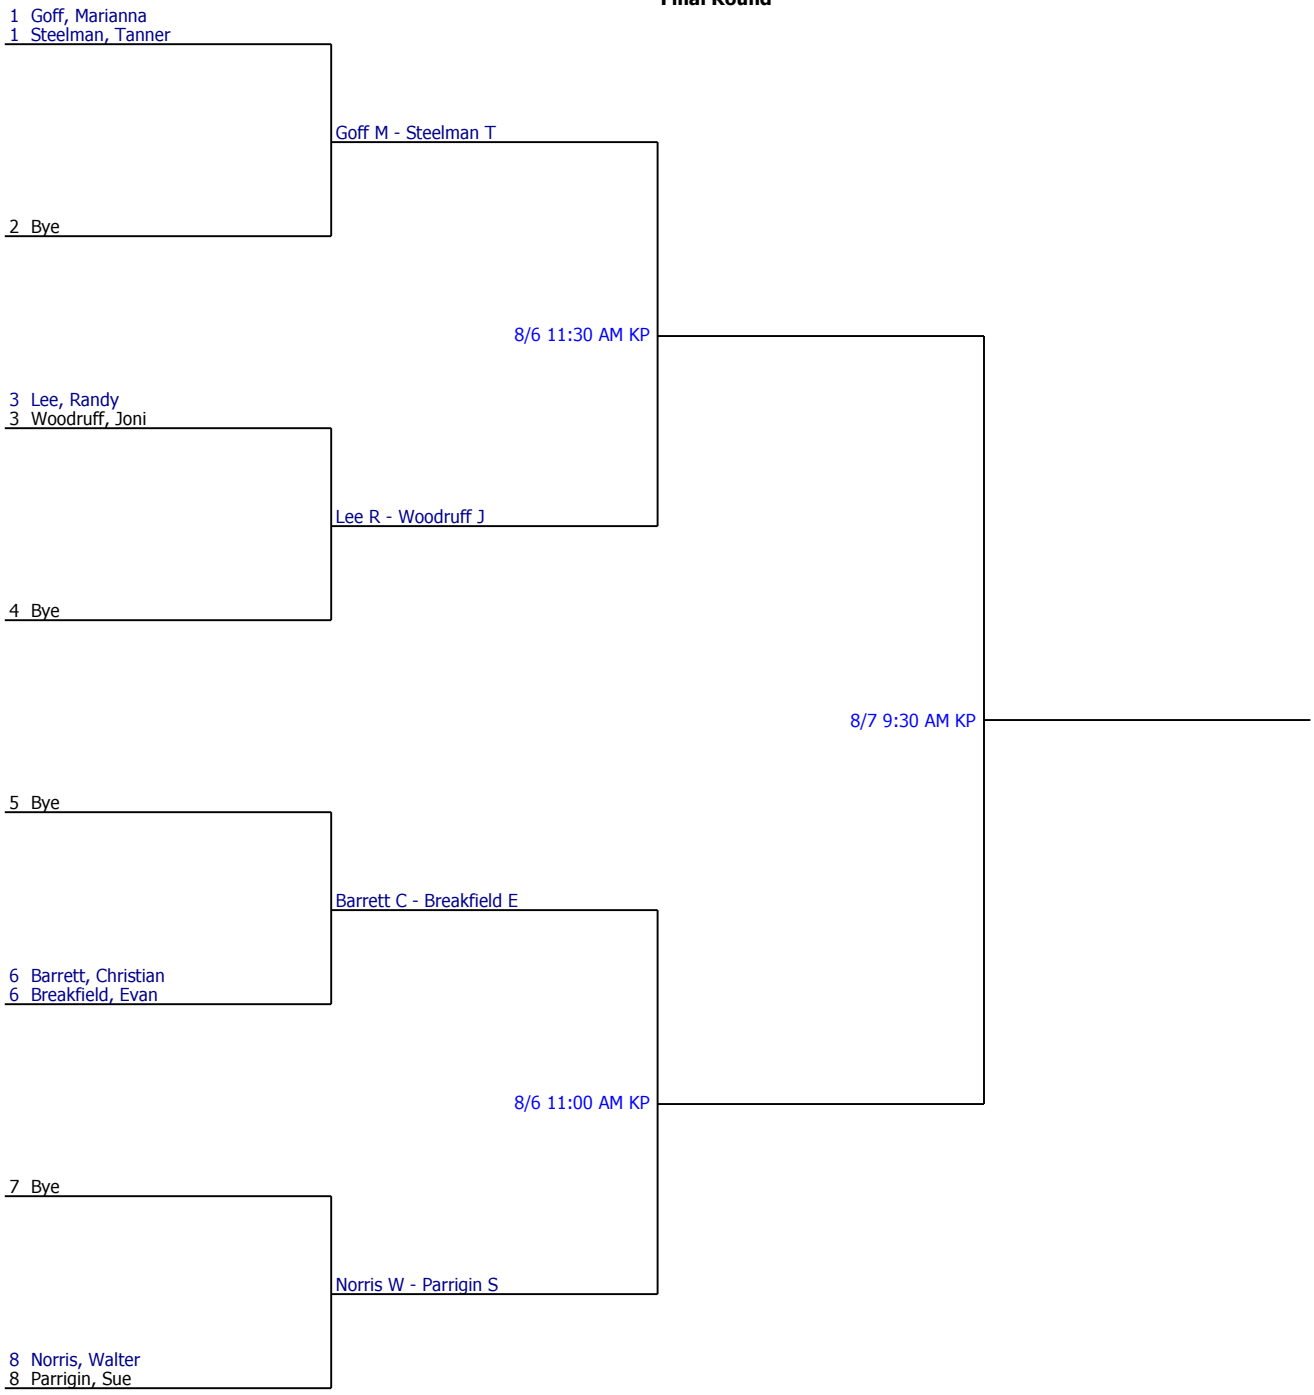 Final Round
1 Goff, Marianna
1 Steelman, Tanner
Goff M - Steelman T
2 Bye
8/6 11:30 AM KP
3 Lee, Randy
3 Woodruff, Joni
Lee R - Woodruff J
4 Bye
8/7 9:30 AM KP
5 Bye
Barrett C - Breakfield E
6 Barrett, Christian
6 Breakfield, Evan
8/6 11:00 AM KP
7 Bye
Norris W - Parrigin S
8 Norris, Walter
8 Parrigin, Sue